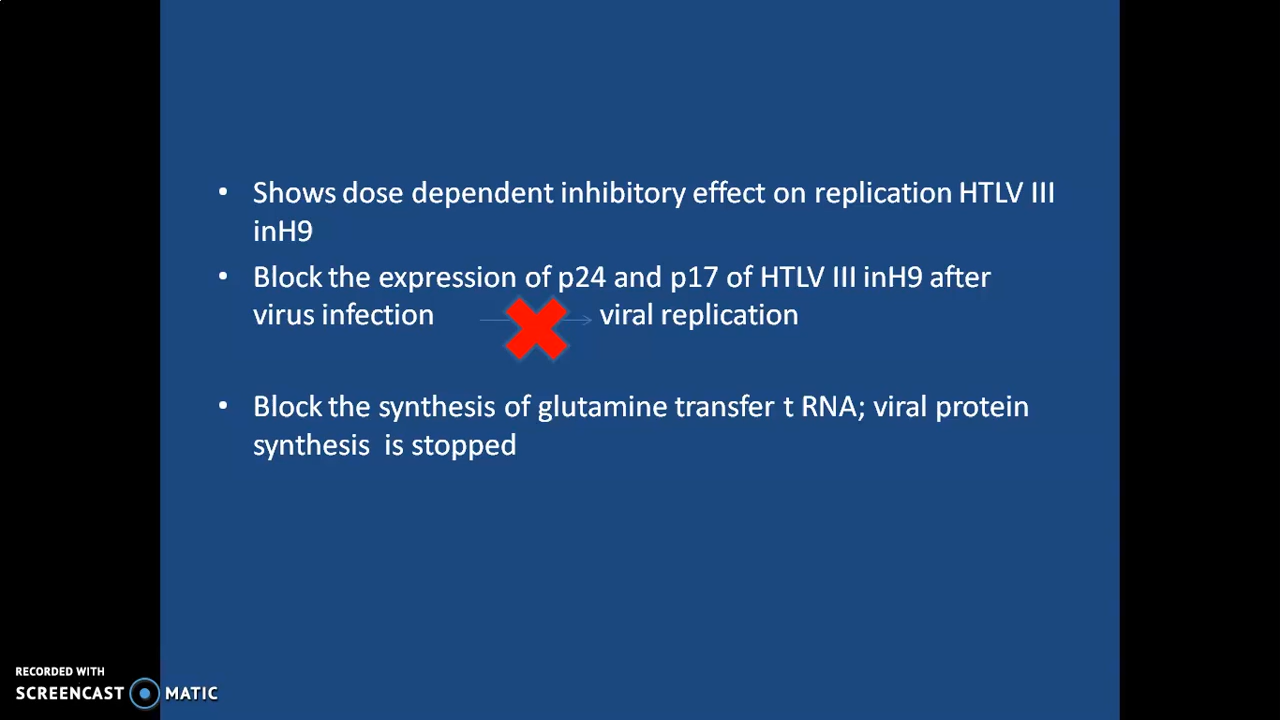 • Shows dose dependent inhibitory effect on replication HTLV III
inH9
• Block the expression of p24 and p17 of HTLV III inH9 after
virus infection viral replication
• Block the synthesis of glutamine transfer t RNA; viral protein
synthesis is stopped
RECORDED WITH
SCREENCAST MATIC